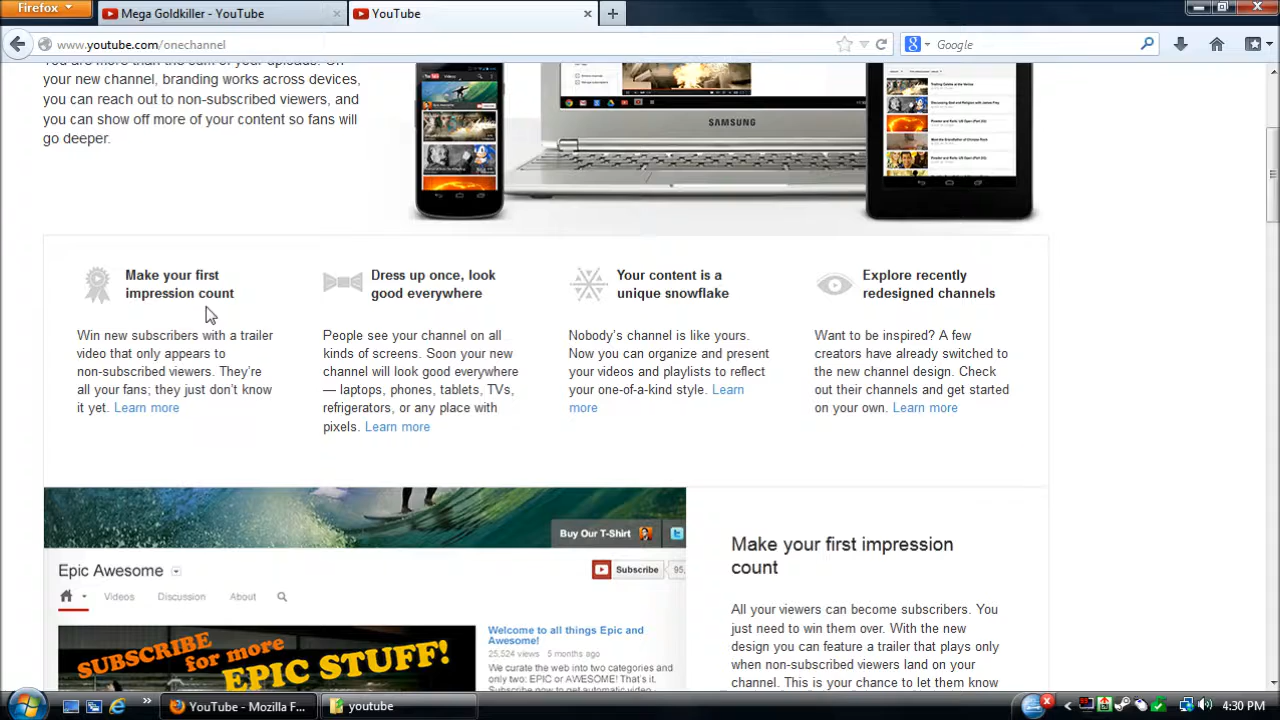 Firefox
Mega Goldkiller - YouTube
YouTube
www.youtube.com/onechannel
Google
your new channel, branding works across devices,
you can reach out to non-subscribed viewers, and
you can show off more of your content so fans will
go deeper.
SAMSUNG
Make your first
impression count
Win new subscribers with a trailer
video that only appears to
non-subscribed viewers. They're
all your fans; they just don't know
it yet. Learn more
Dress up once, look
good everywhere
People see your channel on all
kinds of screens. Soon your new
channel will look good everywhere
— laptops, phones, tablets, TVs,
refrigerators, or any place with
pixels. Learn more
Your content is a
unique snowflake
Nobody's channel is like yours.
Now you can organize and present
your videos and playlists to reflect
your one-of-a-kind style. Learn
more
Explore recently
redesigned channels
Want to be inspired? A few
creators have already switched to
the new channel design. Check
out their channels and get started
on your own. Learn more
Buy Our T-Shirt
Epic Awesome
Subscribe
95,
Videos
Discussion
About
SUBSCRIBE
for more
EPIC STUFF!
Welcome to all things Epic and
Awesome!
25,524 views 5 months ago
We curate the web into two categories and
only two: EPIC or AWESOME! That's it.
Subscribe now to get automatic video
Make your first impression
count
All your viewers can become subscribers. You
just need to win them over. With the new
design you can feature a trailer that plays only
when non-subscribed viewers land on your
channel. This is your chance to let them know
YouTube - Mozilla F...
youtube
4:30 PM